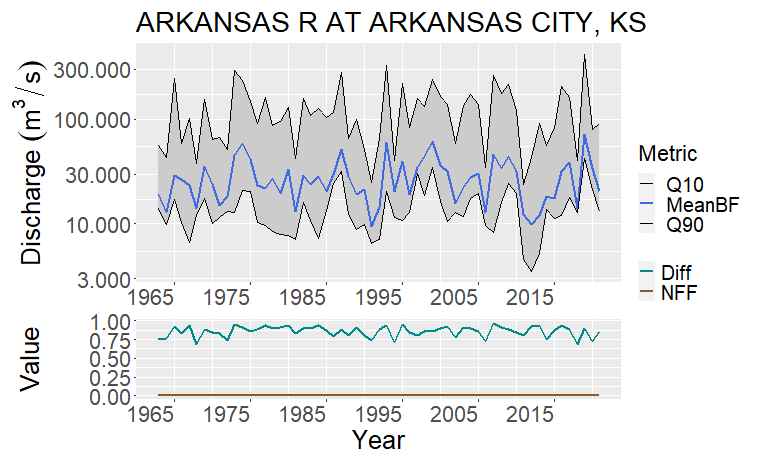 ARKANSAS R AT ARKANSAS CITY, KS
Discharge (m³/s)
300.000
100.000
30.000
10.000
3.000
1965 1975 1985 1995 2005 2015
Metric
Q10
MeanBF
Q90
Diff
NFF
Value
1.00
0.75
0.50
0.25
0.00
1965 1975 1985 1995 2005 2015
Year